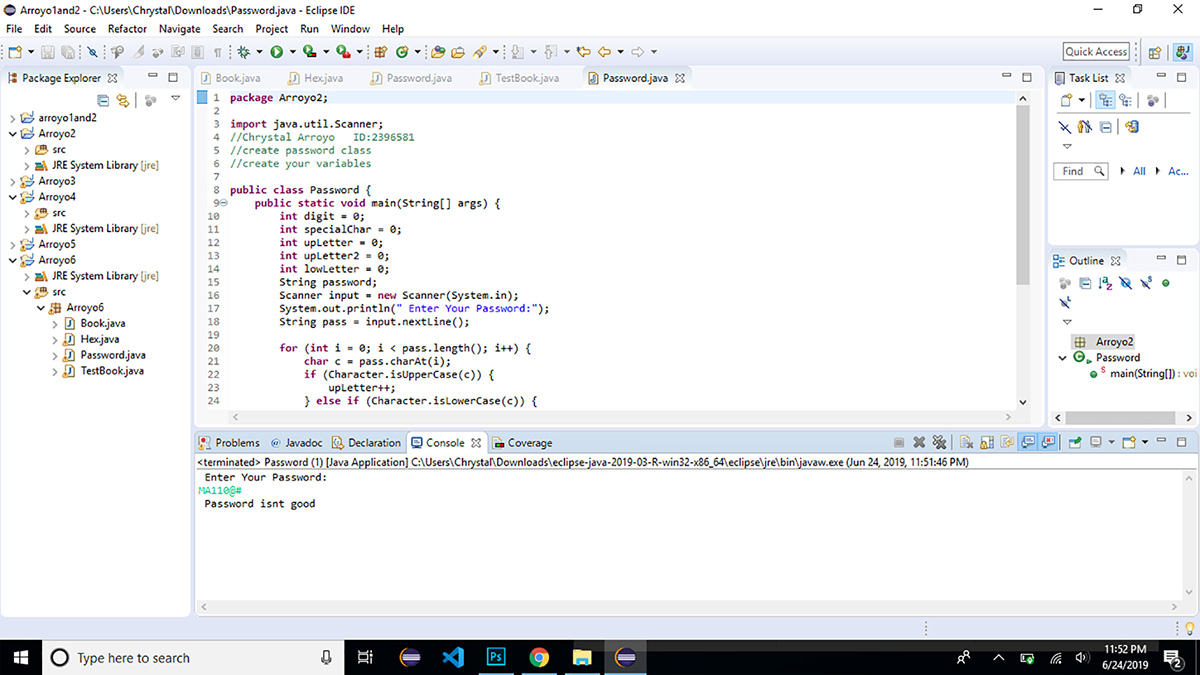 Arroyo1and2 - C:\Users\Chrystal\Downloads\Password.java - Eclipse IDE
File Edit Source Refactor Navigate Search Project Run Window Help
Quick Access
Package Explorer
arroyo1and2
Arroyo2
src
JRE System Library [jre]
Arroyo3
Arroyo4
src
JRE System Library [jre]
Arroyo5
Arroyo6
JRE System Library [jre]
src
Arroyo6
Book.java
Hex.java
Password.java
TestBook.java
Book.java Hex.java Password.java TestBook.java Password.java
1 package Arroyo2;
2
3 import java.util.Scanner;
4 //Chrystal Arroyo   ID:2396581
5 //create password class
6 //create your variables
7
8 public class Password {
9 public static void main(String[] args) {
10 int digit = 0;
11 int specialChar = 0;
12 int upLetter = 0;
13 int upLetter2 = 0;
14 int lowLetter = 0;
15 String password;
16 Scanner input = new Scanner(System.in);
17 System.out.println(" Enter Your Password:");
18 String pass = input.nextLine();
19
20 for (int i = 0; i < pass.length(); i++) {
21 char c = pass.charAt(i);
22 if (Character.isUpperCase(c)) {
23 upLetter++;
24 } else if (Character.isLowerCase(c)) {
Task List
Find All Ac...
Outline
Arroyo2
Password
main(String[]) : voi
Problems Javadoc Declaration Console Coverage
<terminated> Password (1) [Java Application] C:\Users\Chrystal\Downloads\eclipse-java-2019-03-R-win32-x86_64\eclipse\jre\bin\javaw.exe (Jun 24, 2019, 11:51:46 PM)
Enter Your Password:
MA110@#
Password isnt good
Type here to search
Ps
11:52 PM
6/24/2019
2